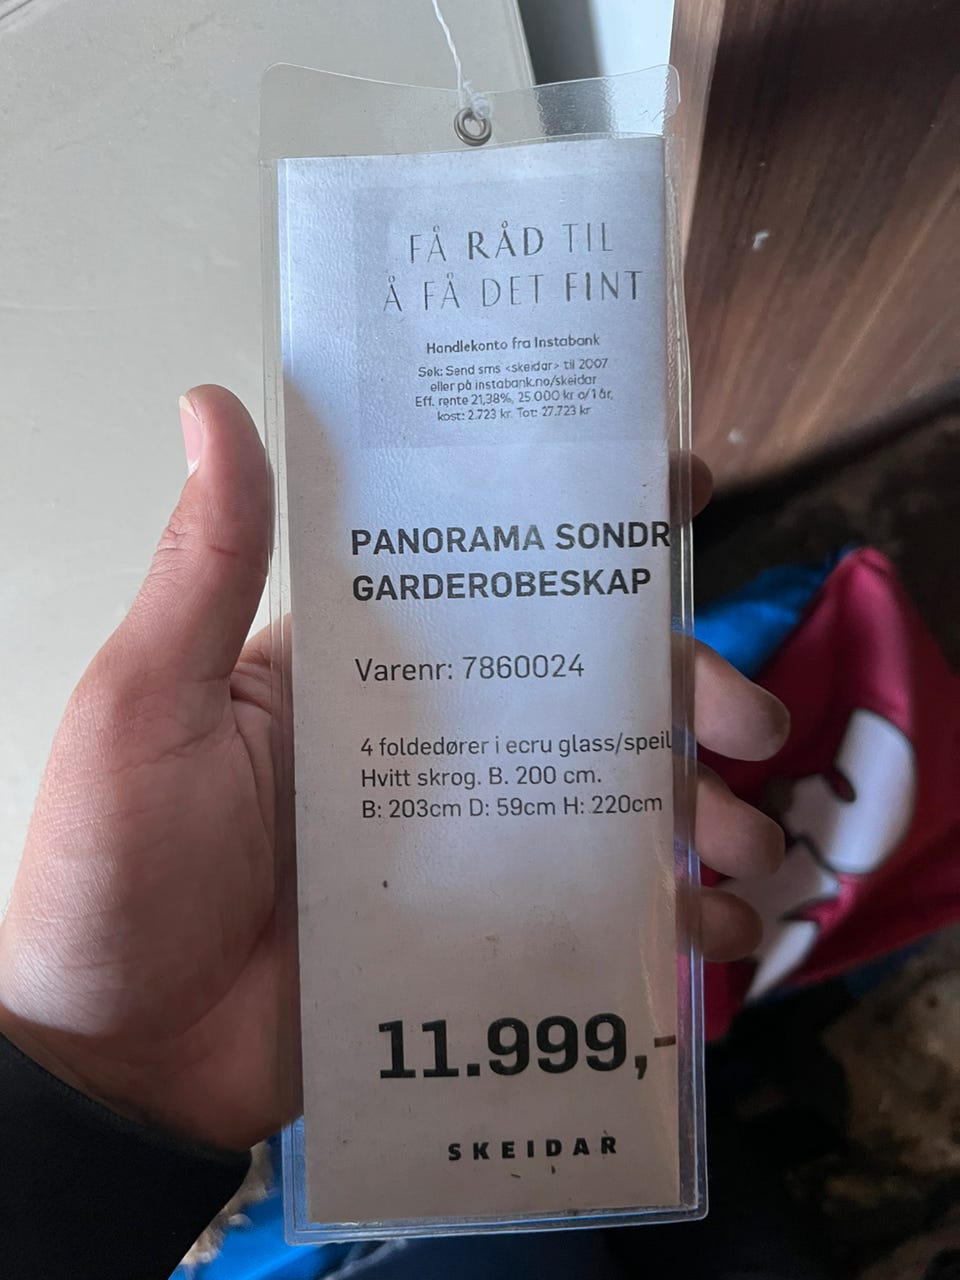 FÅ RÅD TIL
Å FÅ DET FINT
Handlekonto fra Instabank
Søk: Send sms <skeidar> til 2007
eller på instabank.no/skeidar
Eff. rente 21,38%, 25.000 kr o/1 år,
kost: 2.723 kr. Tot: 27.723 kr
PANORAMA SONDR
GARDEROBESKAP
Varenr: 7860024
4 foldedører i ecru glass/speil
Hvitt skrog. B. 200 cm.
B: 203cm D: 59cm H: 220cm
11.999,-
SKEIDAR